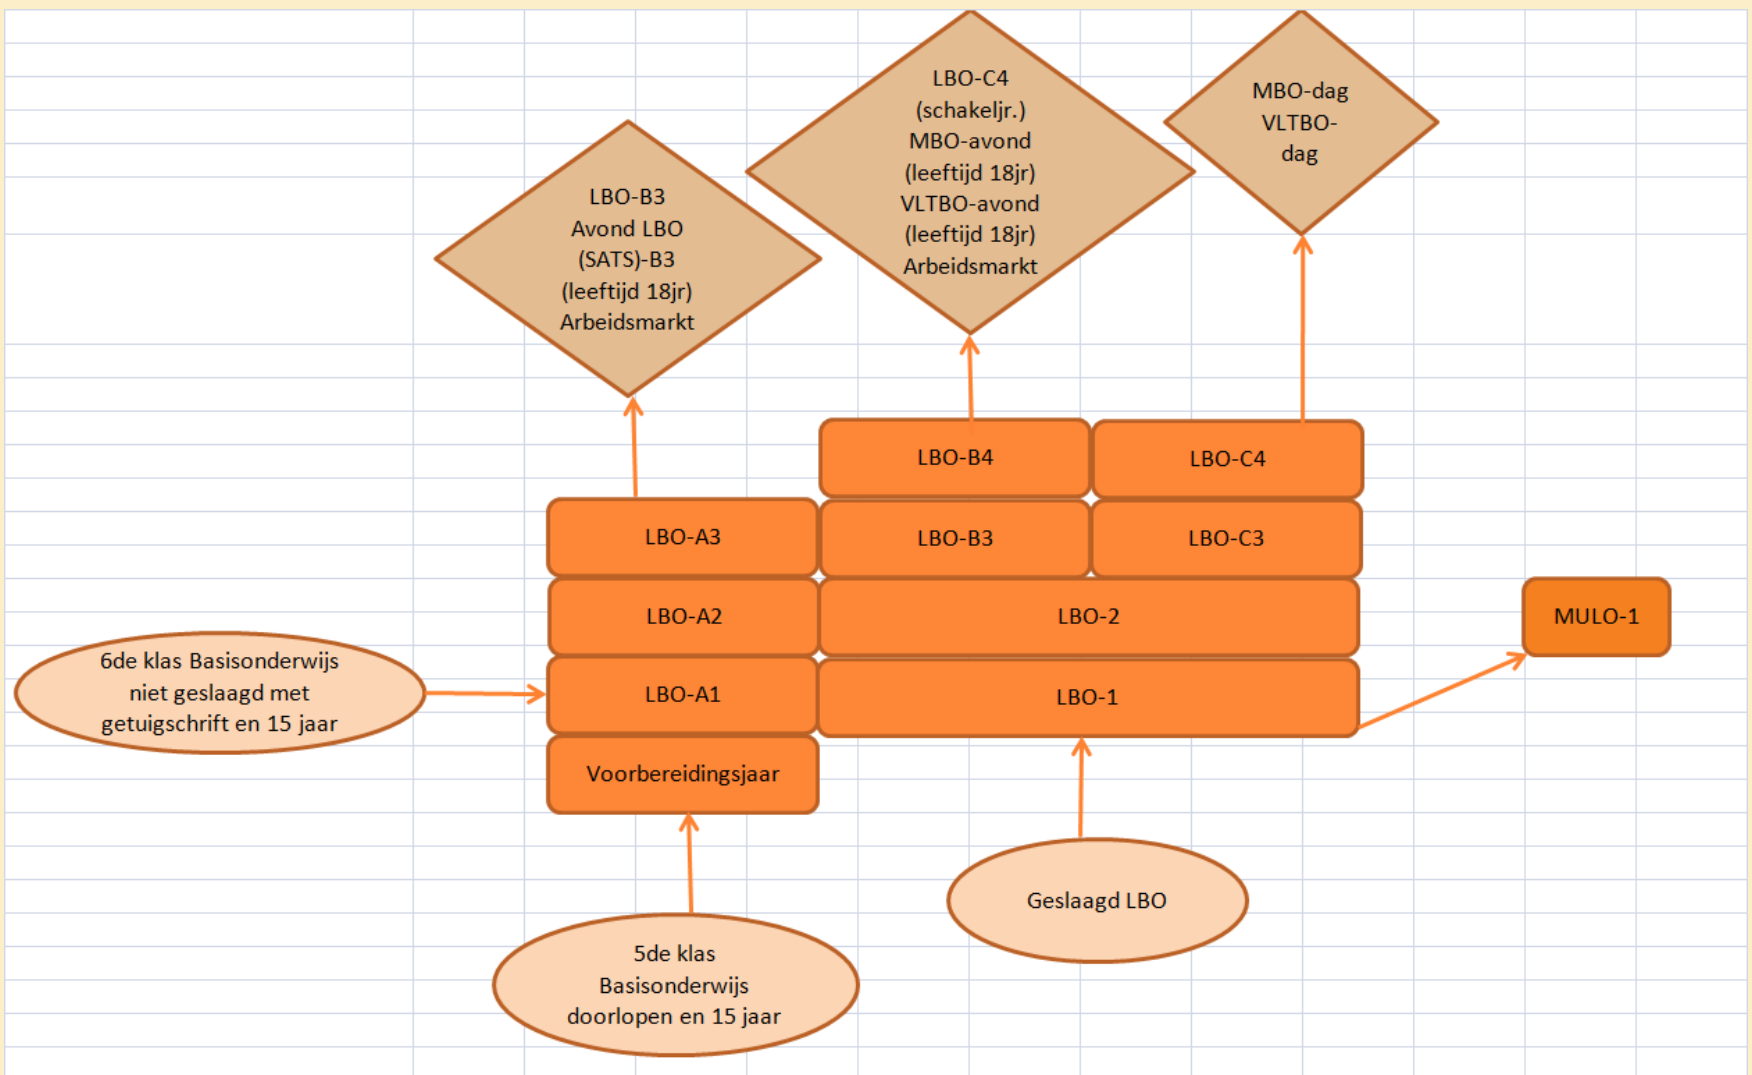 LBO-C4
(schakeljr.)
MBO-avond
(leeftijd 18jr)
VLTBO-avond
(leeftijd 18jr)
Arbeidsmarkt
MBO-dag
VLTBO-
dag
LBO-B3
Avond LBO
(SATS)-B3
(leeftijd 18jr)
Arbeidsmarkt
LBO-B4
LBO-C4
LBO-A3
LBO-B3
LBO-C3
LBO-A2
LBO-2
MULO-1
6de klas Basisonderwijs
niet geslaagd met
getuigschrift en 15 jaar
LBO-A1
LBO-1
Voorbereidingsjaar
Geslaagd LBO
5de klas
Basisonderwijs
doorlopen en 15 jaar